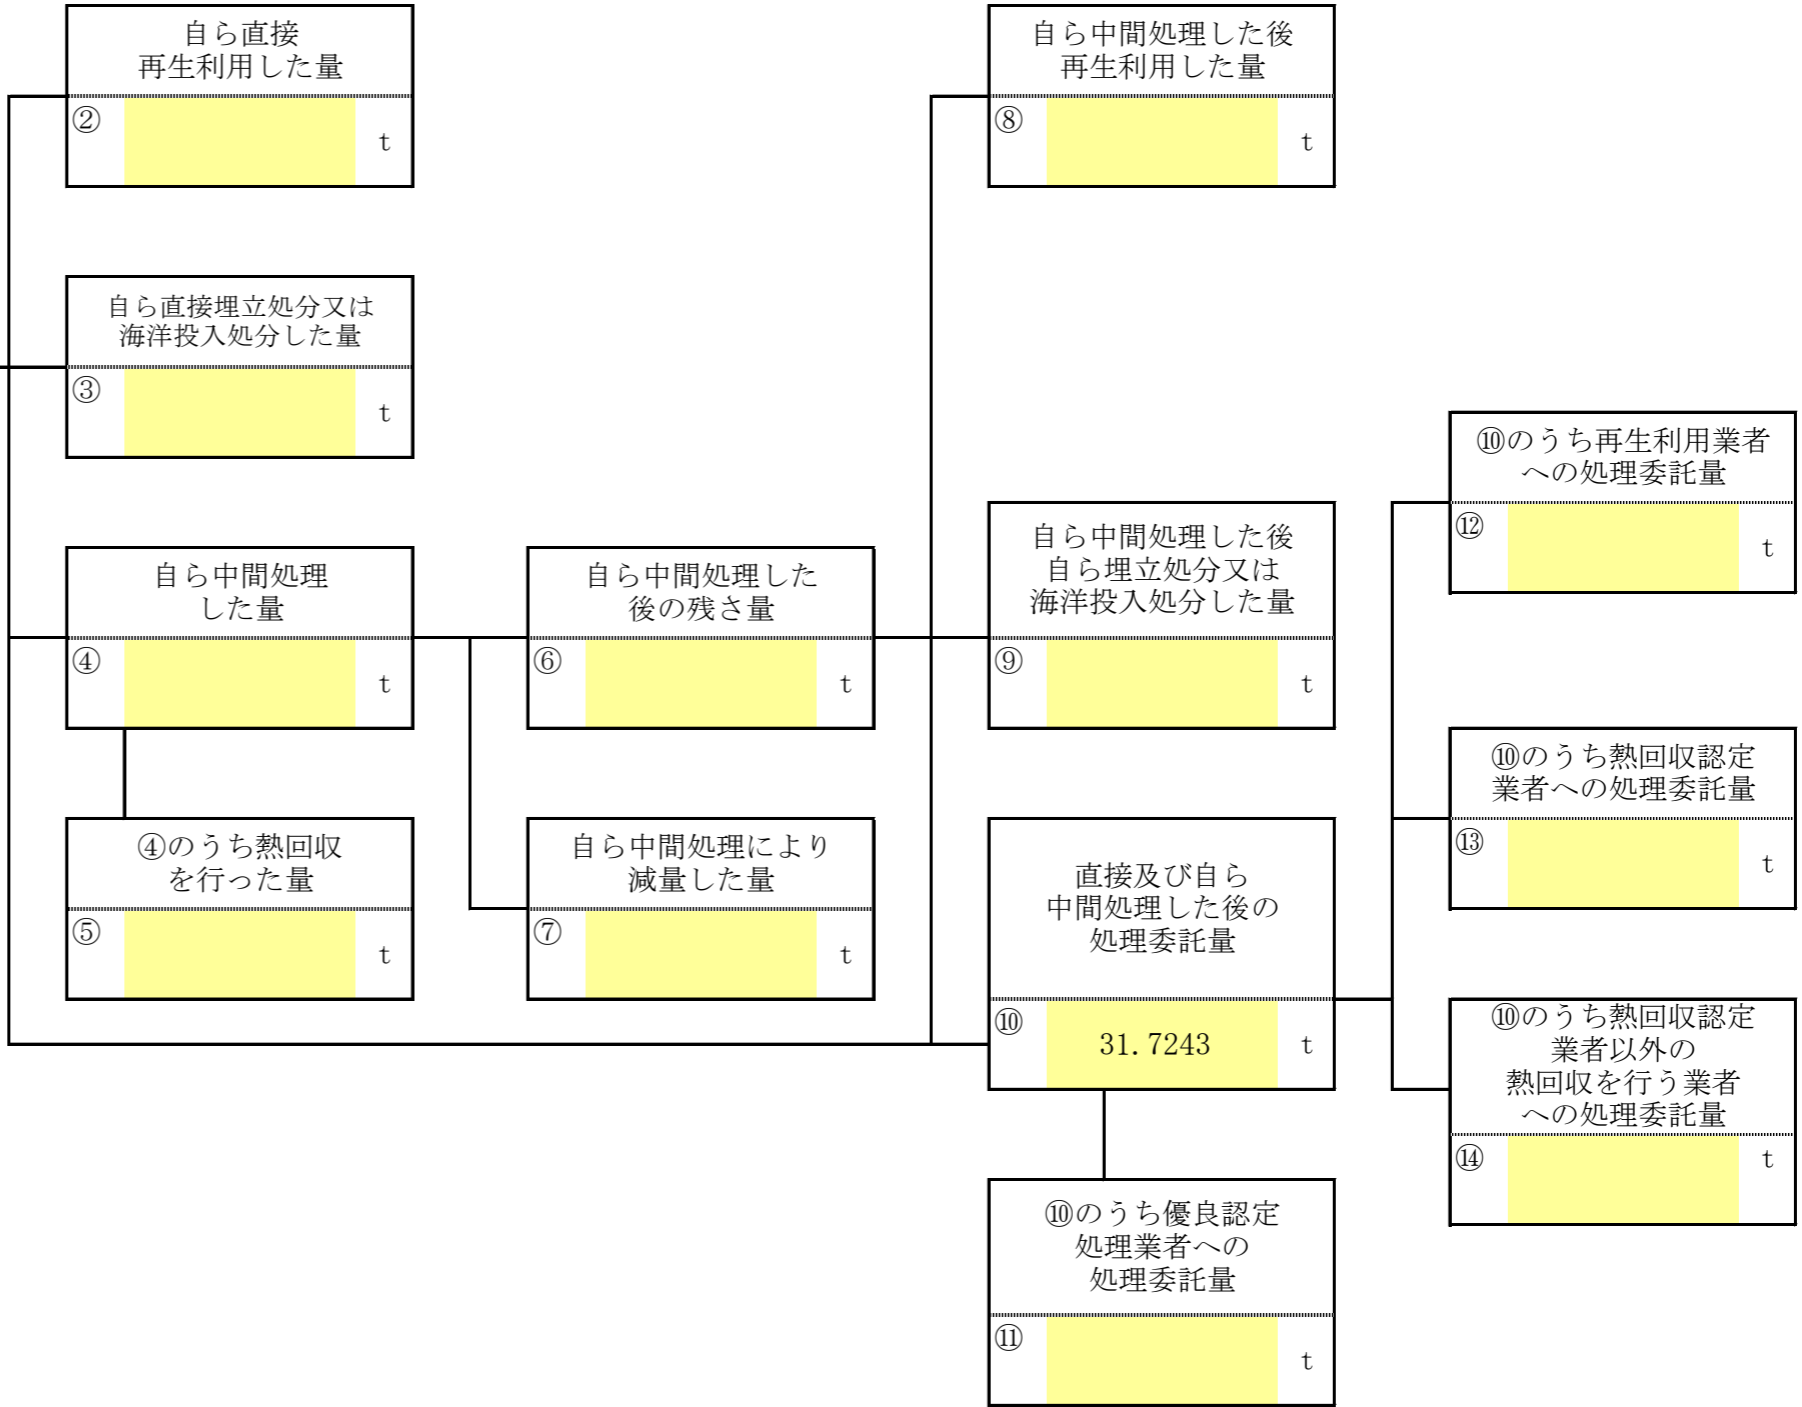 自ら直接
再生利用した量
②
t
自ら中間処理した後
再生利用した量
⑧
t
自ら直接埋立処分又は
海洋投入処分した量
③
t
⑩のうち再生利用業者
への処理委託量
⑫
t
自ら中間処理
した量
④
t
自ら中間処理した
後の残さ量
⑥
t
自ら中間処理した後
自ら埋立処分又は
海洋投入処分した量
⑨
t
⑩のうち熱回収認定
業者への処理委託量
⑬
t
④のうち熱回収
を行った量
⑤
t
自ら中間処理により
減量した量
⑦
t
直接及び自ら
中間処理した後の
処理委託量
⑩
31.7243
t
⑩のうち熱回収認定
業者以外の
熱回収を行う業者
への処理委託量
⑭
t
⑩のうち優良認定
処理業者への
処理委託量
⑪
t